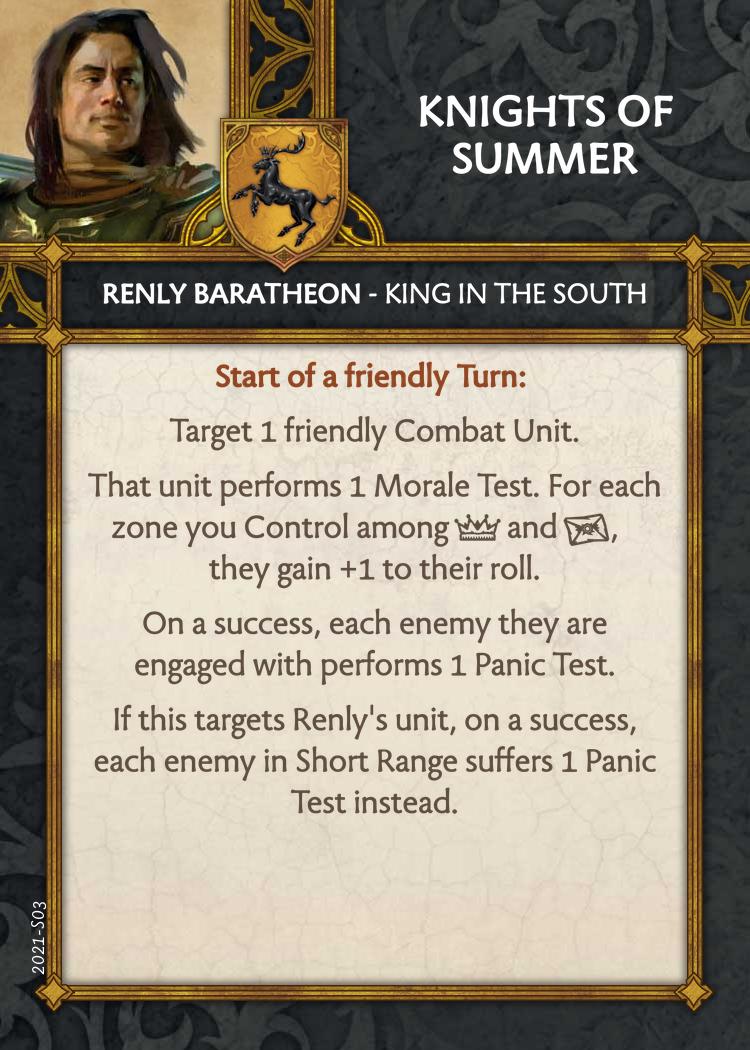 KNIGHTS OF
SUMMER
RENLY BARATHEON - KING IN THE SOUTH
Start of a friendly Turn:
Target 1 friendly Combat Unit.
That unit performs 1 Morale Test. For each
zone you Control among and ,
they gain +1 to their roll.
On a success, each enemy they are
engaged with performs 1 Panic Test.
If this targets Renly's unit, on a success,
each enemy in Short Range suffers 1 Panic
Test instead.
2021-S03